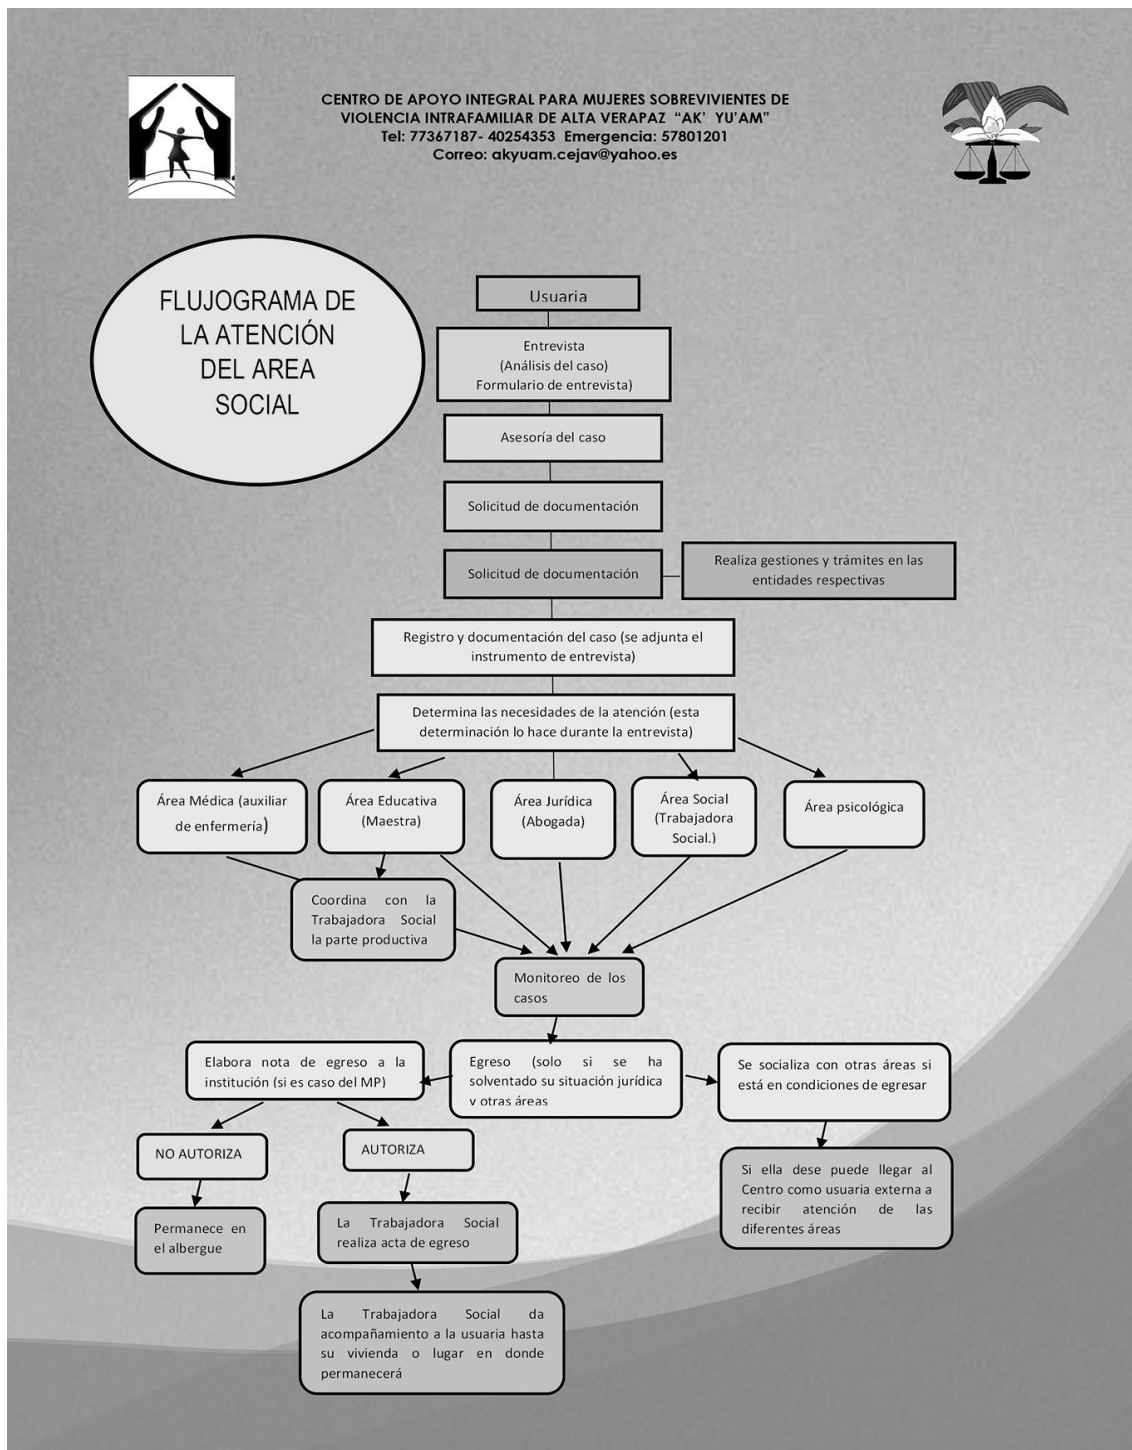 CENTRO DE APOYO INTEGRAL PARA MUJERES SOBREVIVIENTES DE
VIOLENCIA INTRAFAMILIAR DE ALTA VERAPAZ “AK’ YU’AM”
Tel: 77367187- 40254353 Emergencia: 57801201
Correo: akyuam.cejav@yahoo.es
FLUJOGRAMA DE
LA ATENCIÓN
DEL AREA
SOCIAL
Usuaria
Entrevista
(Análisis del caso)
Formulario de entrevista)
Asesoría del caso
Solicitud de documentación
Solicitud de documentación
Realiza gestiones y trámites en las
entidades respectivas
Registro y documentación del caso (se adjunta el
instrumento de entrevista)
Determina las necesidades de la atención (esta
determinación lo hace durante la entrevista)
Área Médica (auxiliar
de enfermería)
Área Educativa
(Maestra)
Área Jurídica
(Abogada)
Área Social
(Trabajadora
Social.)
Área psicológica
Coordina con la
Trabajadora Social
la parte productiva
Monitoreo de los
casos
Elabora nota de egreso a la
institución (si es caso del MP)
Egreso (solo si se ha
solventado su situación jurídica
y otras áreas
Se socializa con otras áreas si
está en condiciones de egresar
NO AUTORIZA
AUTORIZA
Permanece en
el albergue
La Trabajadora Social
realiza acta de egreso
Si ella dese puede llegar al
Centro como usuaria externa a
recibir atención de las
diferentes áreas
La Trabajadora Social da
acompañamiento a la usuaria hasta
su vivienda o lugar en donde
permanecerá